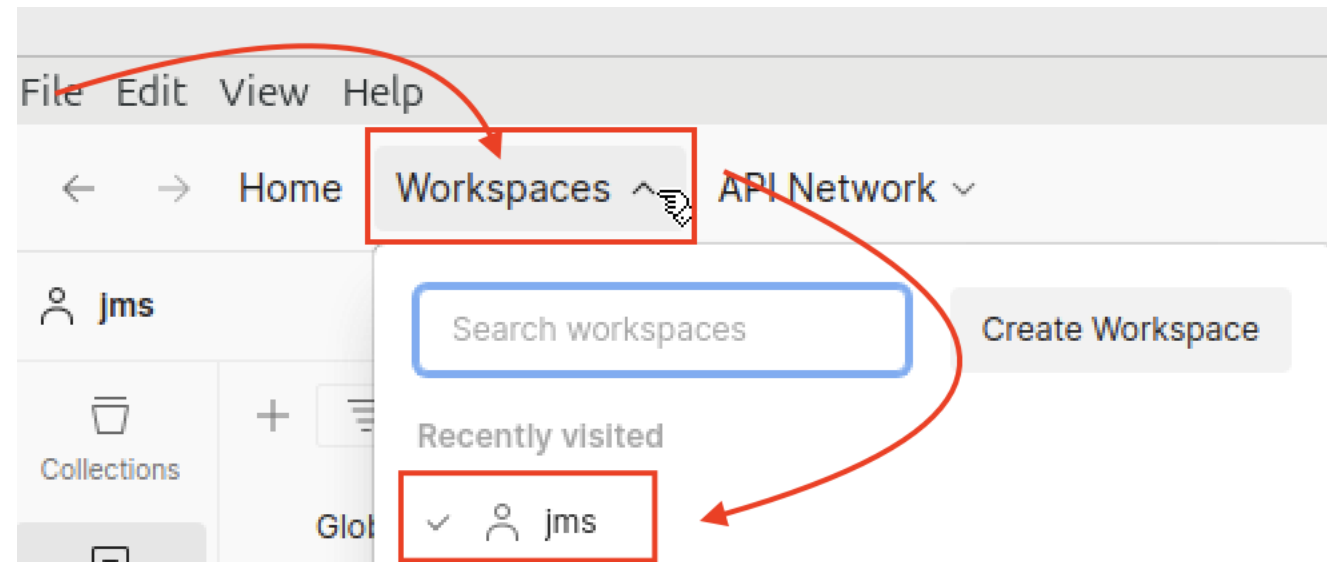 File Edit View Help
Home Workspaces API Network
jms
Search workspaces Create Workspace
Recently visited
Collections
jms